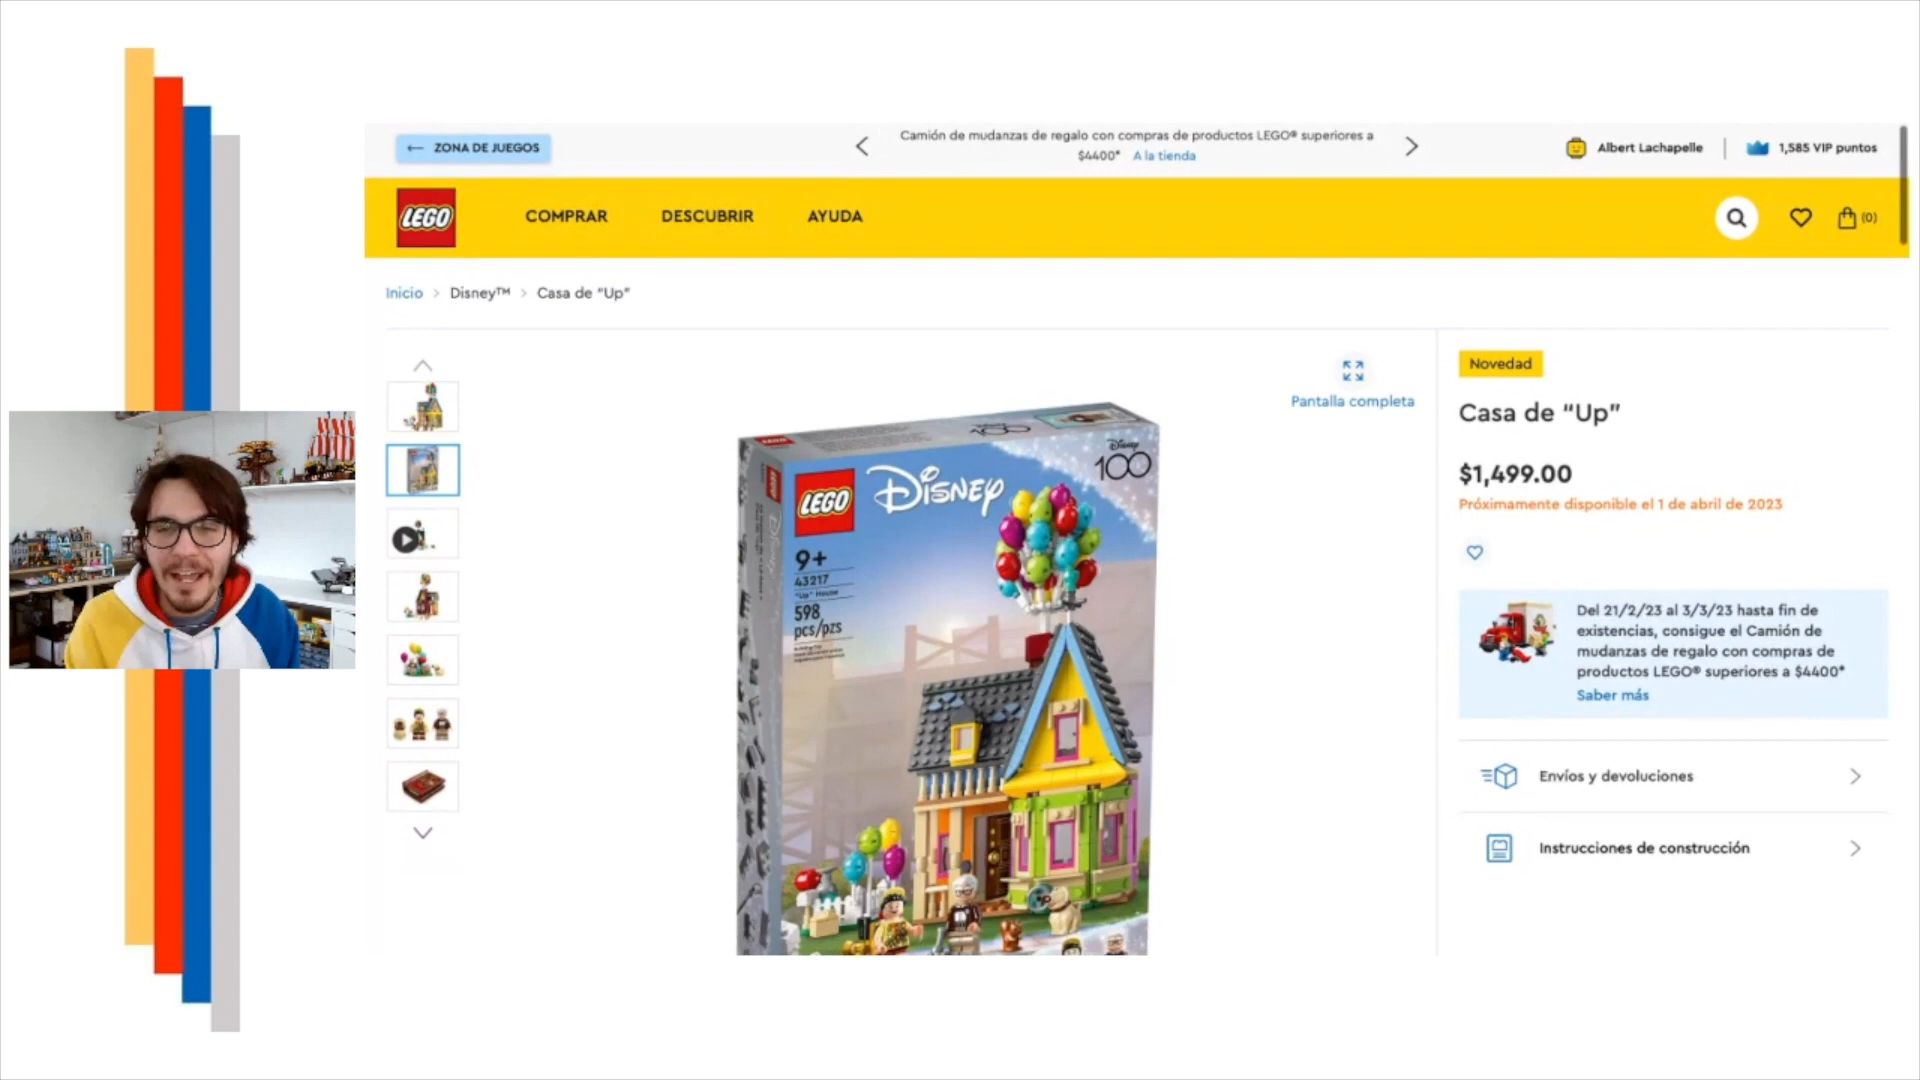 ZONA DE JUEGOS
Camión de mudanzas de regalo con compras de productos LEGO® superiores a
$4400* A la tienda
Albert Lachapelle
1,585 VIP puntos
LEGO
COMPRAR
DESCUBRIR
AYUDA
(0)
Inicio > Disney™ > Casa de “Up”
Pantalla completa
LEGO
Disney
Disney
100
9+
43217
"Up" House
598
pcs/pzs
Novedad
Casa de “Up”
$1,499.00
Próximamente disponible el 1 de abril de 2023
Del 21/2/23 al 3/3/23 hasta fin de
existencias, consigue el Camión de
mudanzas de regalo con compras de
productos LEGO® superiores a $4400*
Saber más
Envíos y devoluciones
Instrucciones de construcción